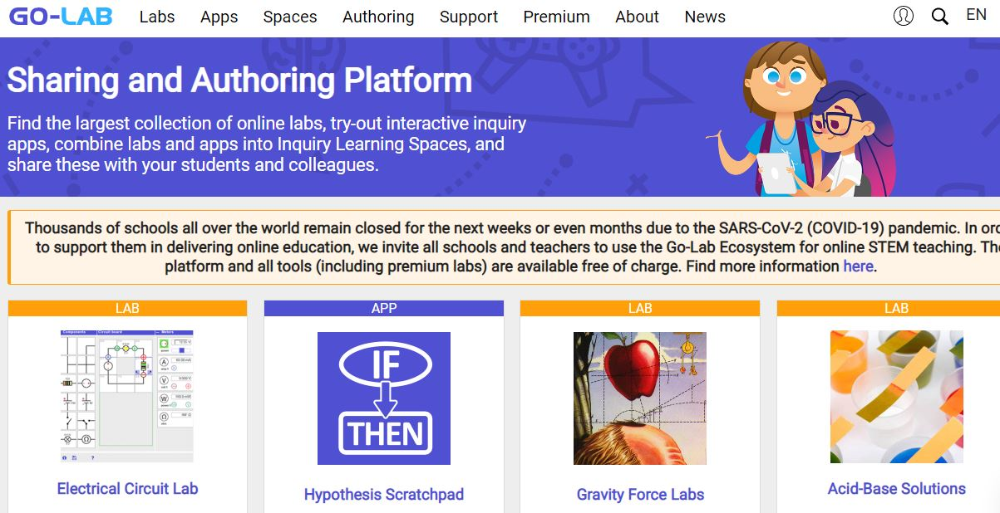 GO-LAB Labs Apps Spaces Authoring Support Premium About News EN
Sharing and Authoring Platform
Find the largest collection of online labs, try-out interactive inquiry
apps, combine labs and apps into Inquiry Learning Spaces, and
share these with your students and colleagues.
Thousands of schools all over the world remain closed for the next weeks or even months due to the SARS-CoV-2 (COVID-19) pandemic. In ord
to support them in delivering online education, we invite all schools and teachers to use the Go-Lab Ecosystem for online STEM teaching. The
platform and all tools (including premium labs) are available free of charge. Find more information here.
LAB APP LAB LAB
Components Circuit board Meters
A
V
W
Ω
IF
THEN
Electrical Circuit Lab Hypothesis Scratchpad Gravity Force Labs Acid-Base Solutions